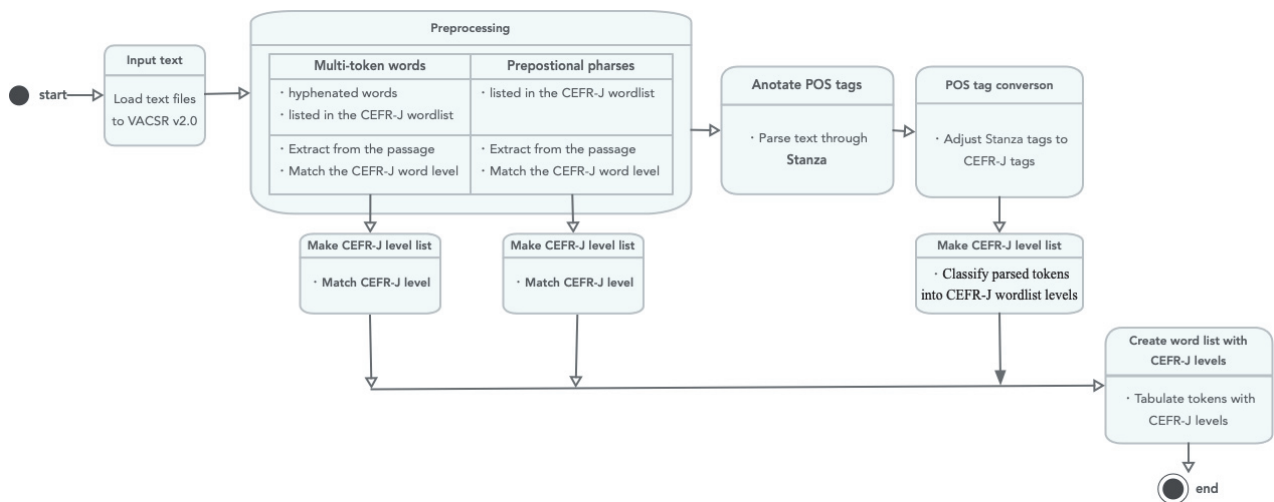 start
Input text
Load text files
to VACSR v2.0
Preprocessing
Multi-token words
· hyphenated words
· listed in the CEFR-J wordlist
· Extract from the passage
· Match the CEFR-J word level
Prepostional pharses
· listed in the CEFR-J wordlist
· Extract from the passage
· Match the CEFR-J word level
Make CEFR-J level list
· Match CEFR-J level
Make CEFR-J level list
· Match CEFR-J level
Anotate POS tags
· Parse text through
Stanza
POS tag converson
· Adjust Stanza tags to
CEFR-J tags
Make CEFR-J level list
· Classify parsed tokens
into CEFR-J wordlist levels
Create word list with
CEFR-J levels
· Tabulate tokens with
CEFR-J levels
end